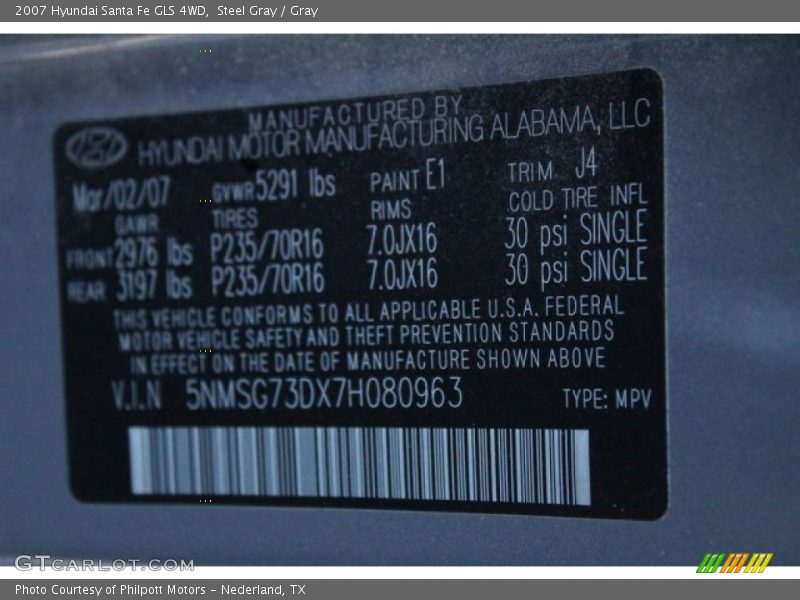 2007 Hyundai Santa Fe GLS 4WD, Steel Gray / Gray
MANUFACTURED BY
HYUNDAI MOTOR MANUFACTURING ALABAMA, LLC
Mar/02/07 GVWR 5291 lbs PAINT E1 TRIM J4
GAWR TIRES RIMS COLD TIRE INFL
FRONT 2976 lbs P235/70R16 7.0JX16 30 psi SINGLE
REAR 3197 lbs P235/70R16 7.0JX16 30 psi SINGLE
THIS VEHICLE CONFORMS TO ALL APPLICABLE U.S.A. FEDERAL
MOTOR VEHICLE SAFETY AND THEFT PREVENTION STANDARDS
IN EFFECT ON THE DATE OF MANUFACTURE SHOWN ABOVE
V.I.N 5NMSG73DX7H080963 TYPE: MPV
GTCARLOT.COM
Photo Courtesy of Philpott Motors - Nederland, TX